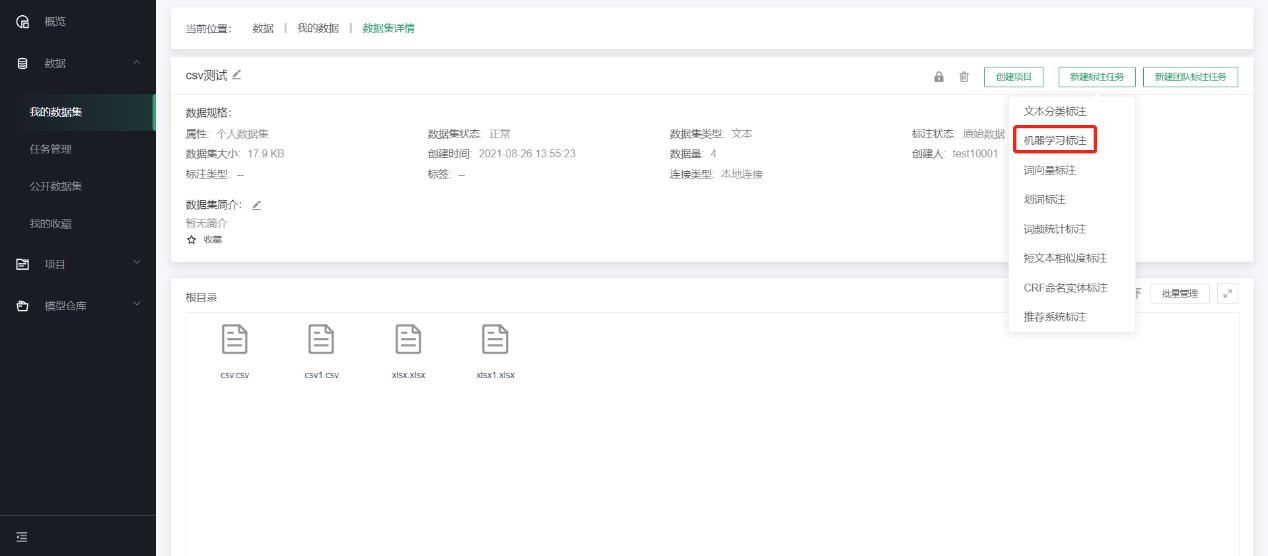 概览
数据
我的数据集
任务管理
公开数据集
我的收藏
项目
模型仓库
当前位置： 数据 | 我的数据 | 数据集详情
csv测试
创建项目 新建标注任务 新建团队标注任务
数据规格：
属性: 个人数据集 数据集状态: 正常 数据集类型: 文本 标注状态: 原始数据
数据集大小: 17.9 KB 创建时间: 2021-08-26 13:55:23 数据量: 4 创建人: test10001
标注类型: -- 标签: -- 连接类型: 本地连接
数据集简介：
暂无简介
收藏
文本分类标注
机器学习标注
词向量标注
划词标注
词频统计标注
短文本相似度标注
CRF命名实体标注
推荐系统标注
根目录
批量管理
csv.csv csv1.csv xlsx.xlsx xlsx1.xlsx